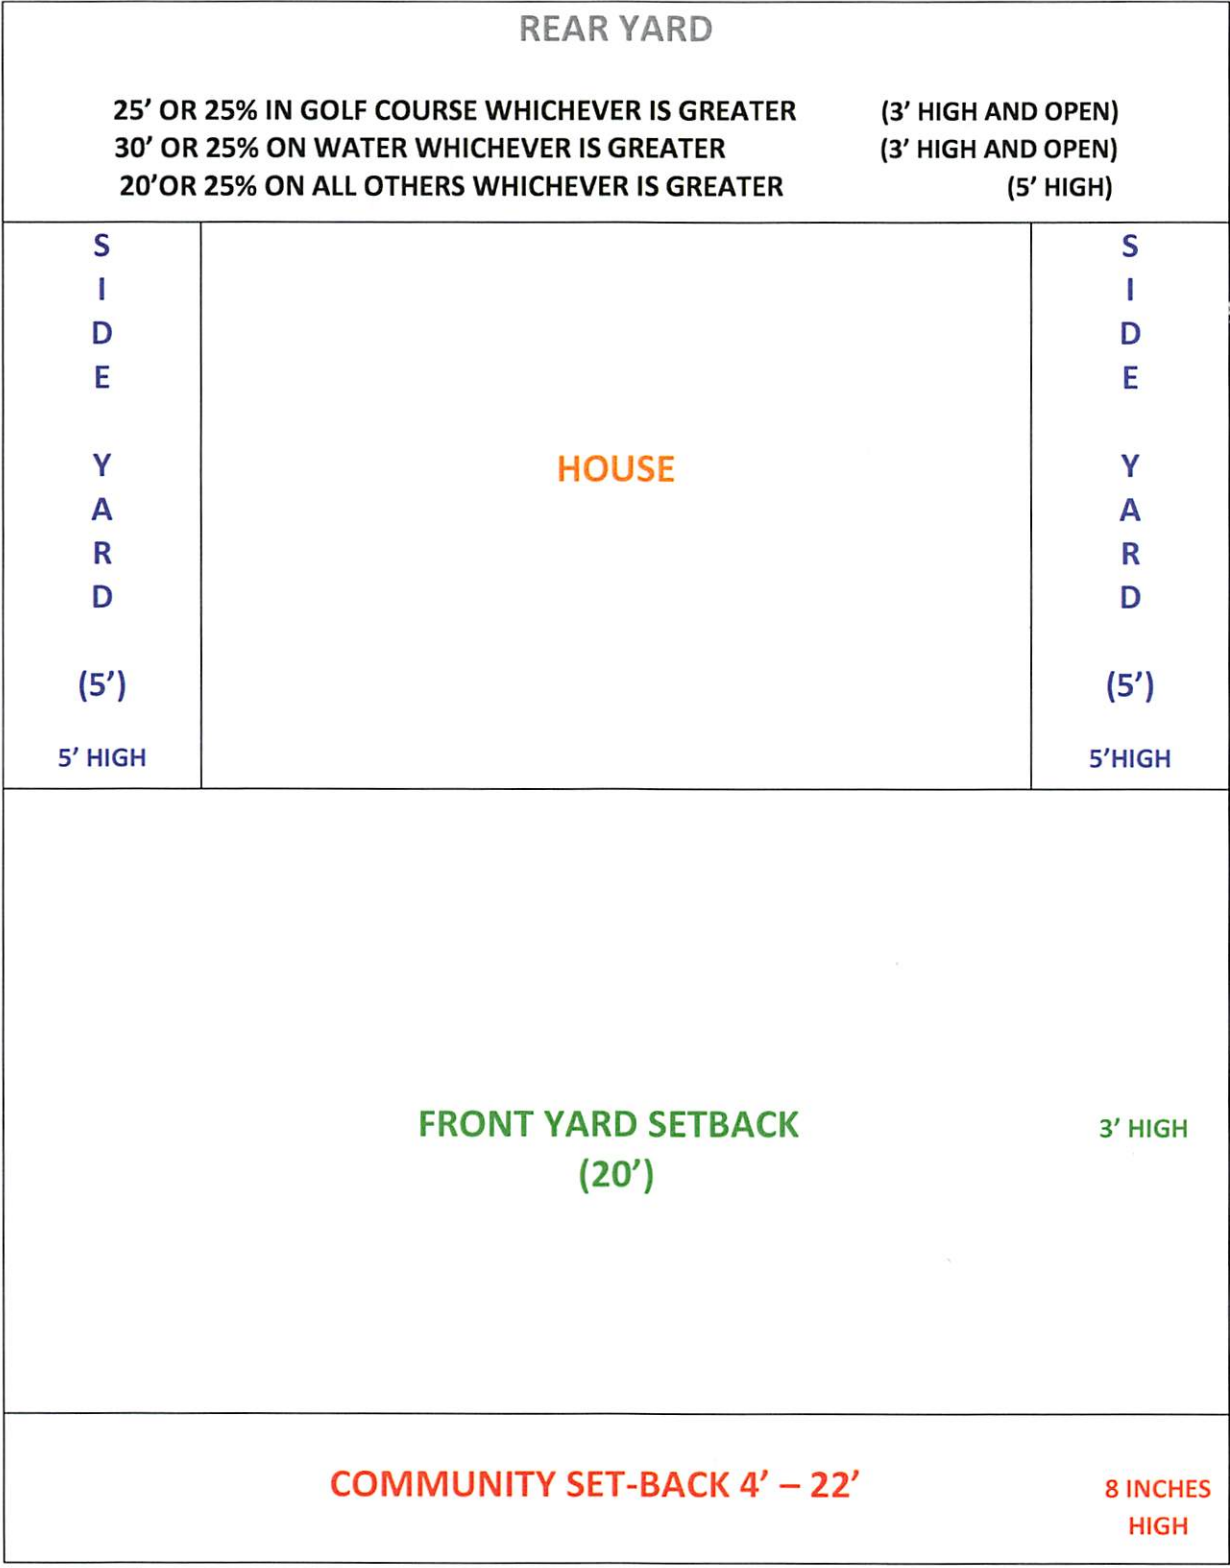 REAR YARD
25’ OR 25% IN GOLF COURSE WHICHEVER IS GREATER (3’ HIGH AND OPEN)
30’ OR 25% ON WATER WHICHEVER IS GREATER (3’ HIGH AND OPEN)
20’OR 25% ON ALL OTHERS WHICHEVER IS GREATER (5’ HIGH)
S
I
D
E
Y
A
R
D
(5’)
5’ HIGH
HOUSE
S
I
D
E
Y
A
R
D
(5’)
5’HIGH
FRONT YARD SETBACK
(20’)
3’ HIGH
COMMUNITY SET-BACK 4’ – 22’
8 INCHES
HIGH